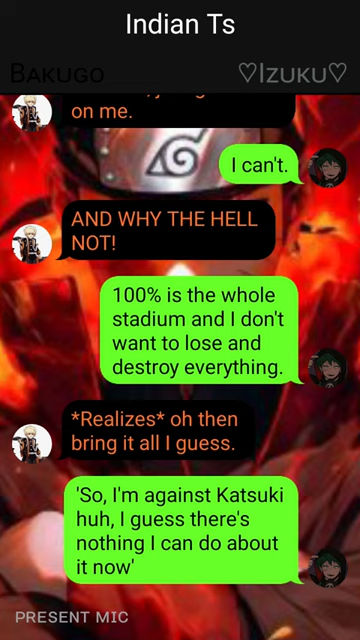 Indian Ts
BAKUGO
♡IZUKU♡
on me.
I can't.
AND WHY THE HELL
NOT!
100% is the whole
stadium and I don't
want to lose and
destroy everything.
*Realizes* oh then
bring it all I guess.
'So, I'm against Katsuki
huh, I guess there's
nothing I can do about
it now'
PRESENT MIC